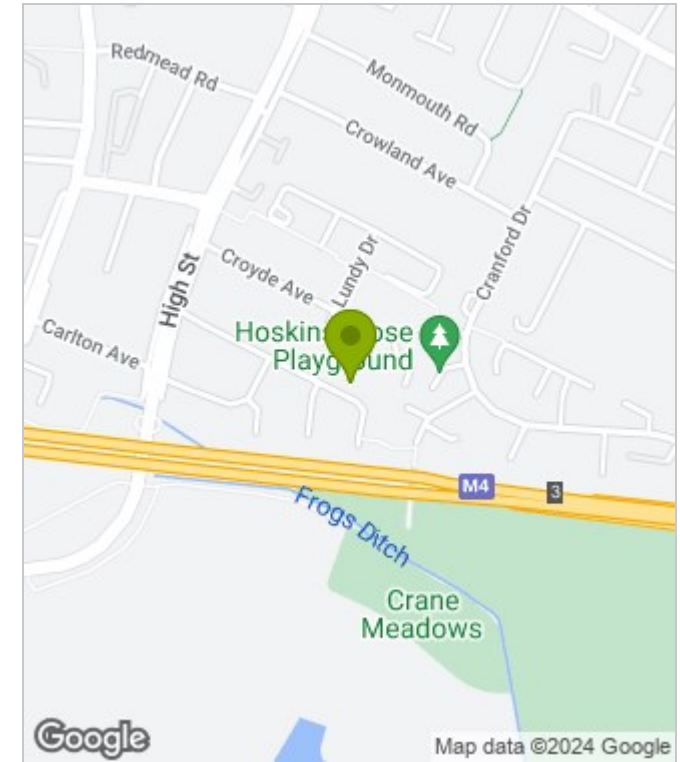 Redmead Rd
Monmouth Rd
Crowland Ave
Cranford Dr
Lundy Dr
Croyde Ave
High St
Carlton Ave
Playground
M4
3
Frogs Ditch
Crane
Meadows
Google
Map data ©2024 Google